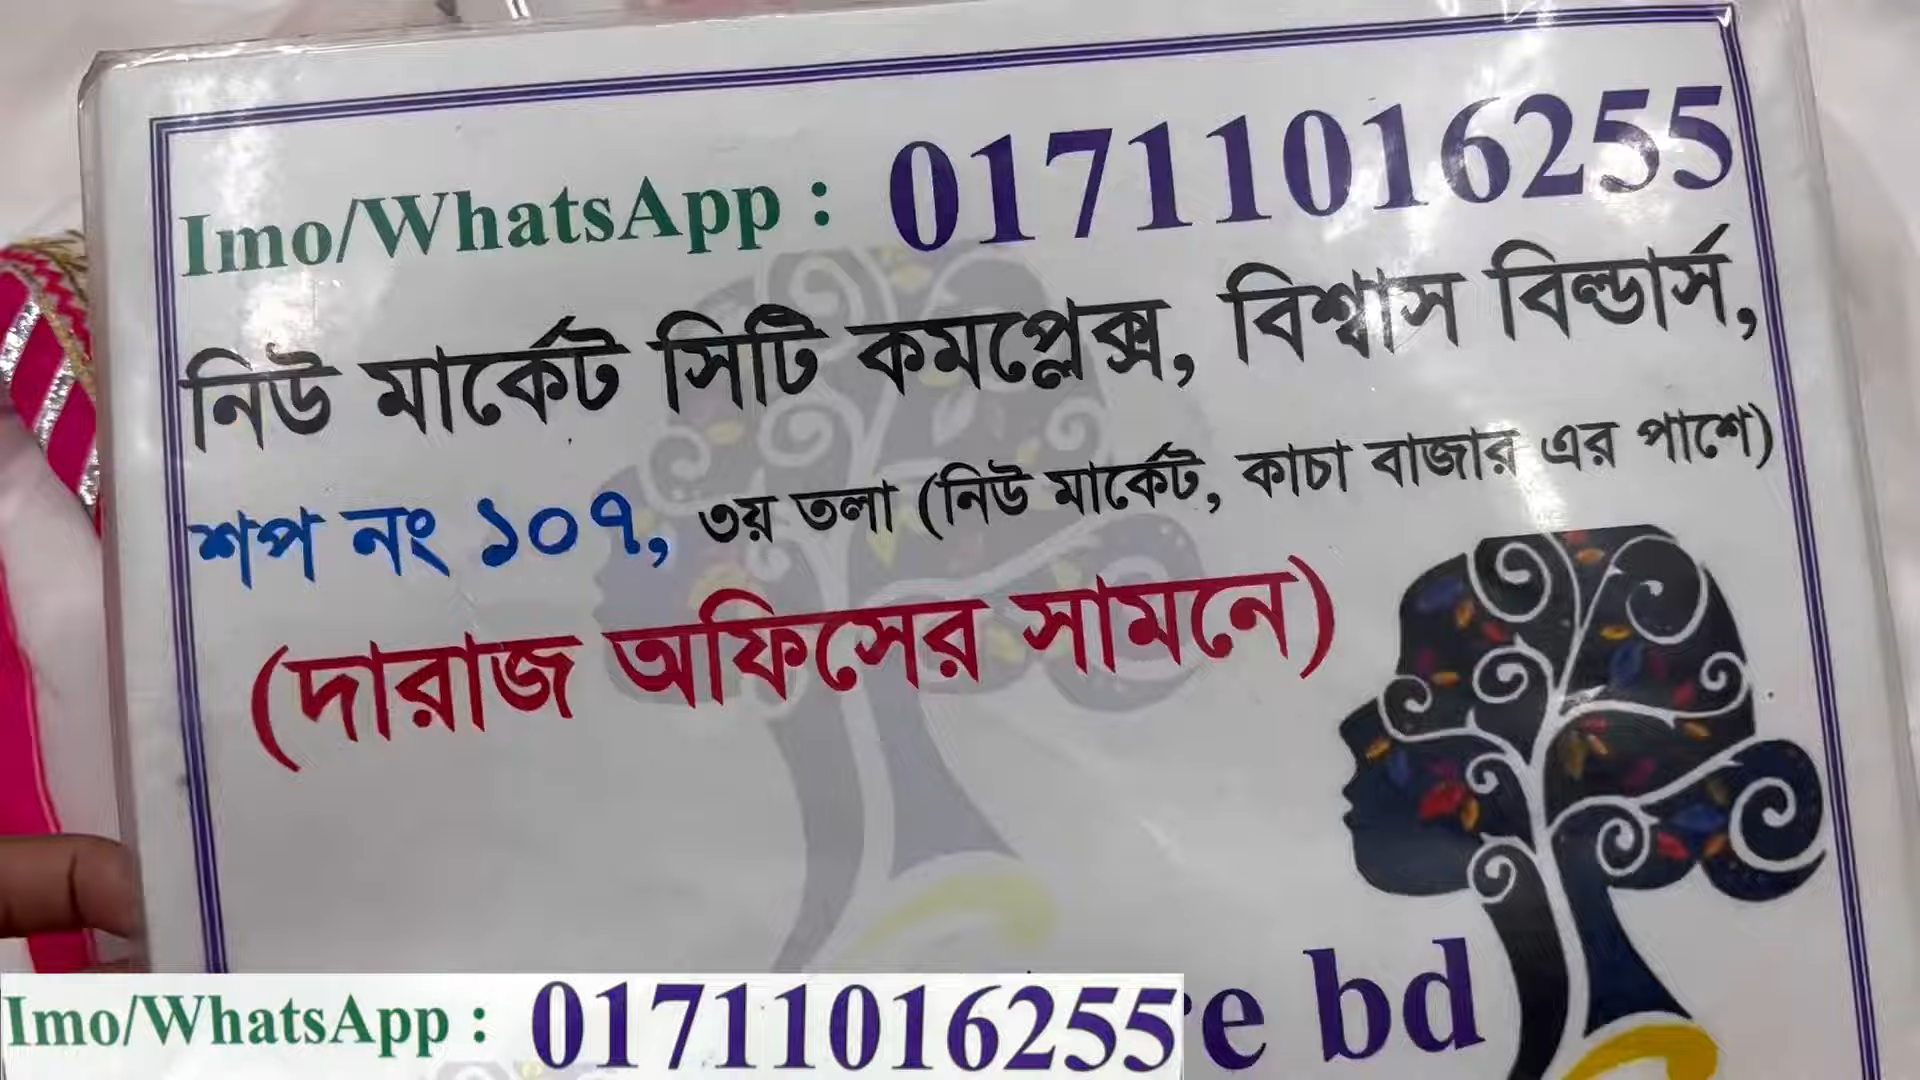 Imo/WhatsApp : 01711016255
নিউ মার্কেট সিটি কমপ্লেক্স, বিশ্বাস বিল্ডার্স,
শপ নং ১০৭, ৩য় তলা (নিউ মার্কেট, কাচা বাজার এর পাশে)
(দারাজ অফিসের সামনে)
bd
Imo/WhatsApp : 01711016255